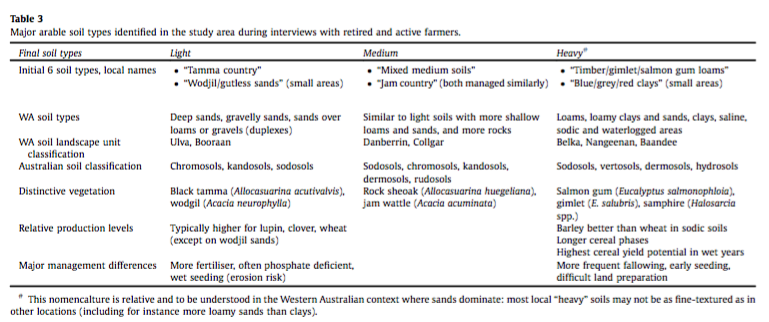 Table 3
Major arable soil types identified in the study area during interviews with retired and active farmers.
Final soil types Light Medium Heavy#
Initial 6 soil types, local names • "Tamma country" • "Mixed medium soils" • "Timber/gimlet/salmon gum loams"
• "Wodjil/gutless sands" (small areas) • "Jam country" (both managed similarly) • "Blue/grey/red clays" (small areas)
WA soil types Deep sands, gravelly sands, sands over Similar to light soils with more shallow Loams, loamy clays and sands, clays, saline,
loams or gravels (duplexes) loams and sands, and more rocks sodic and waterlogged areas
WA soil landscape unit Ulva, Booraan Danberrin, Collgar Belka, Nangeenan, Baandee
classification
Australian soil classification Chromosols, kandosols, sodosols Sodosols, chromosols, kandosols, Sodosols, vertosols, dermosols, hydrosols
dermosols, rudosols
Distinctive vegetation Black tamma (Allocasuarina acutivalvis), Rock sheoak (Allocasuarina huegeliana), Salmon gum (Eucalyptus salmonophloia),
wodgil (Acacia neurophylla) jam wattle (Acacia acuminata) gimlet (E. salubris), samphire (Halosarcia
spp.)
Relative production levels Typically higher for lupin, clover, wheat Barley better than wheat in sodic soils
(except on wodjil sands) Longer cereal phases
Highest cereal yield potential in wet years
Major management differences More fertiliser, often phosphate deficient, More frequent fallowing, early seeding,
wet seeding (erosion risk) difficult land preparation
# This nomenculture is relative and to be understood in the Western Australian context where sands dominate: most local "heavy" soils may not be as fine-textured as in
other locations (including for instance more loamy sands than clays).